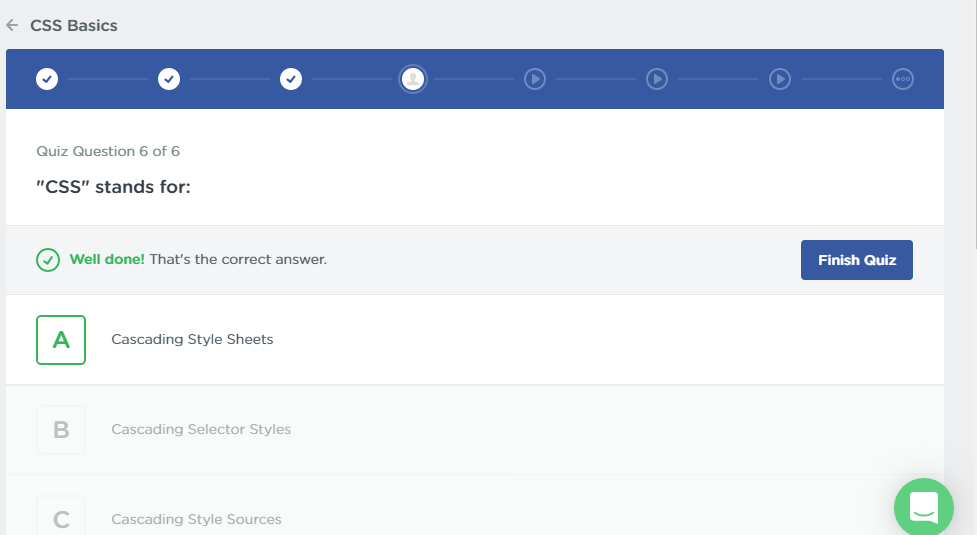 CSS Basics
Quiz Question 6 of 6
"CSS" stands for:
Well done! That's the correct answer.
Finish Quiz
A
Cascading Style Sheets
B
Cascading Selector Styles
C
Cascading Style Sources